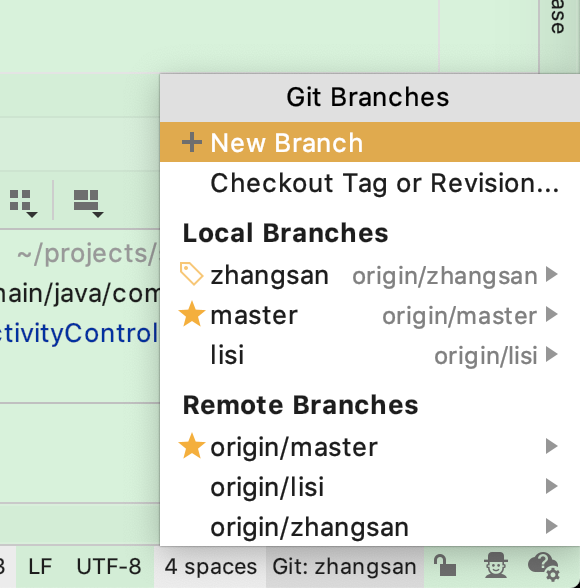 ase
Git Branches
New Branch
Checkout Tag or Revision...
Local Branches
zhangsan origin/zhangsan
master origin/master
lisi origin/lisi
Remote Branches
origin/master
origin/lisi
origin/zhangsan
~/projects/
main/java/com
ctivityControl
LF UTF-8 4 spaces Git: zhangsan